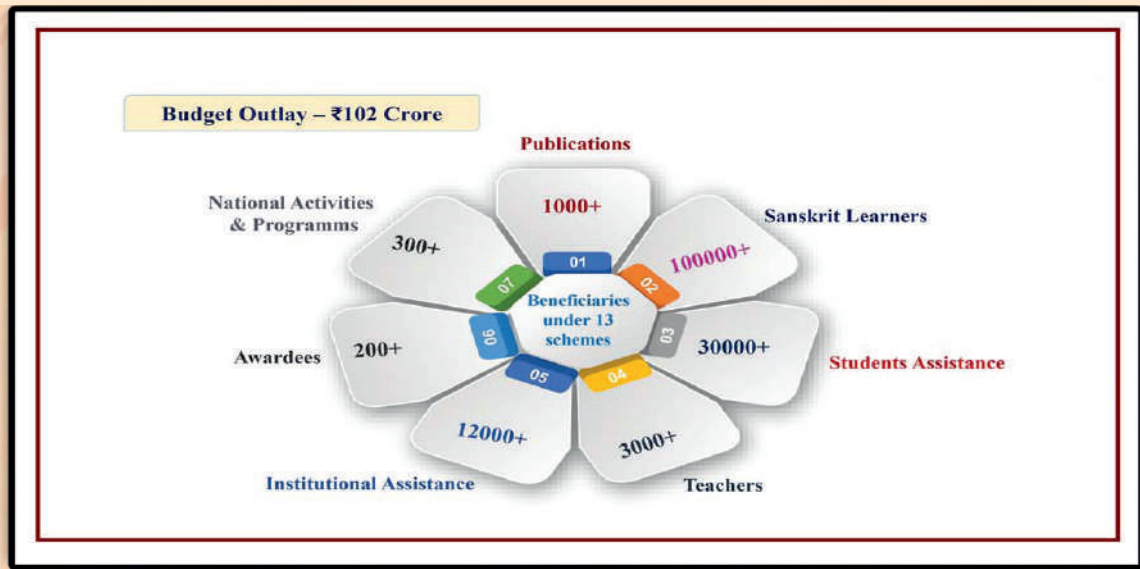 Budget Outlay – ₹102 Crore
Publications
1000+
01
Sanskrit Learners
100000+
02
Students Assistance
30000+
03
Teachers
3000+
04
Institutional Assistance
12000+
05
Awardees
200+
06
National Activities
& Programms
300+
07
Beneficiaries
under 13
schemes